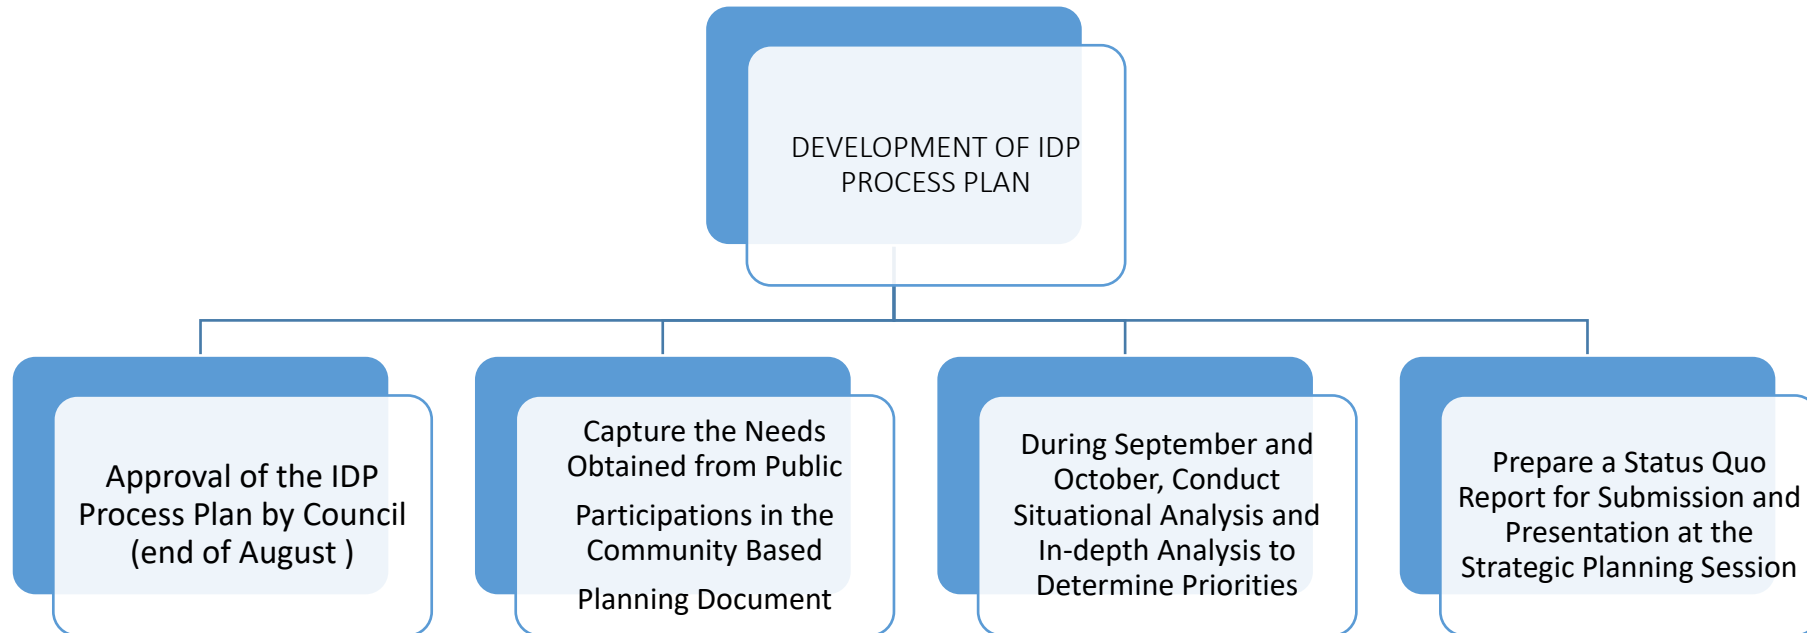 DEVELOPMENT OF IDP
PROCESS PLAN
Approval of the IDP
Process Plan by Council
(end of August )
Capture the Needs
Obtained from Public
Participations in the
Community Based
Planning Document
During September and
October, Conduct
Situational Analysis and
In-depth Analysis to
Determine Priorities
Prepare a Status Quo
Report for Submission and
Presentation at the
Strategic Planning Session